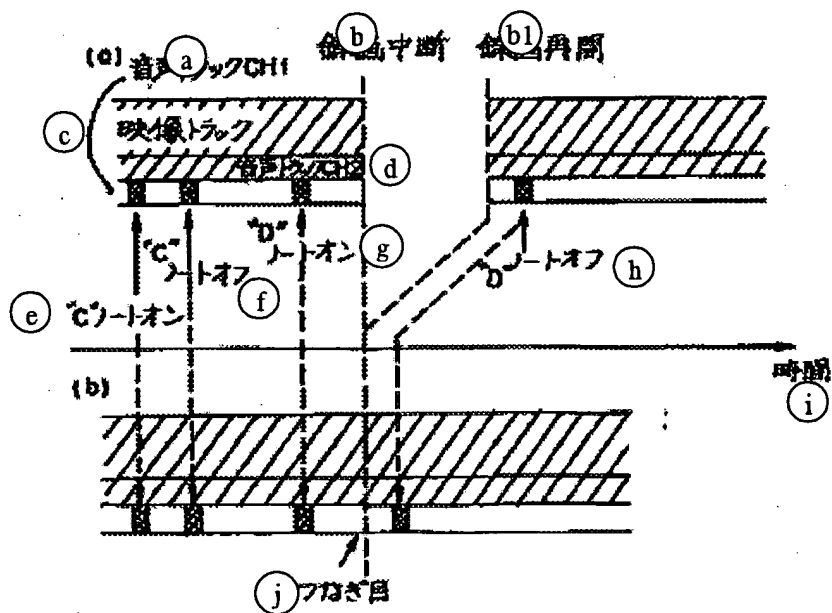 b
b1
録画中断
録画再開
(a)
a
音声トラックCH1
c
映像トラック
音声トラックCH2
d
"C"
ノートオフ
f
"D"
ノートオン
g
"D"ノートオフ
h
e
"C"ノートオン
時間
i
(b)
j
つなぎ目